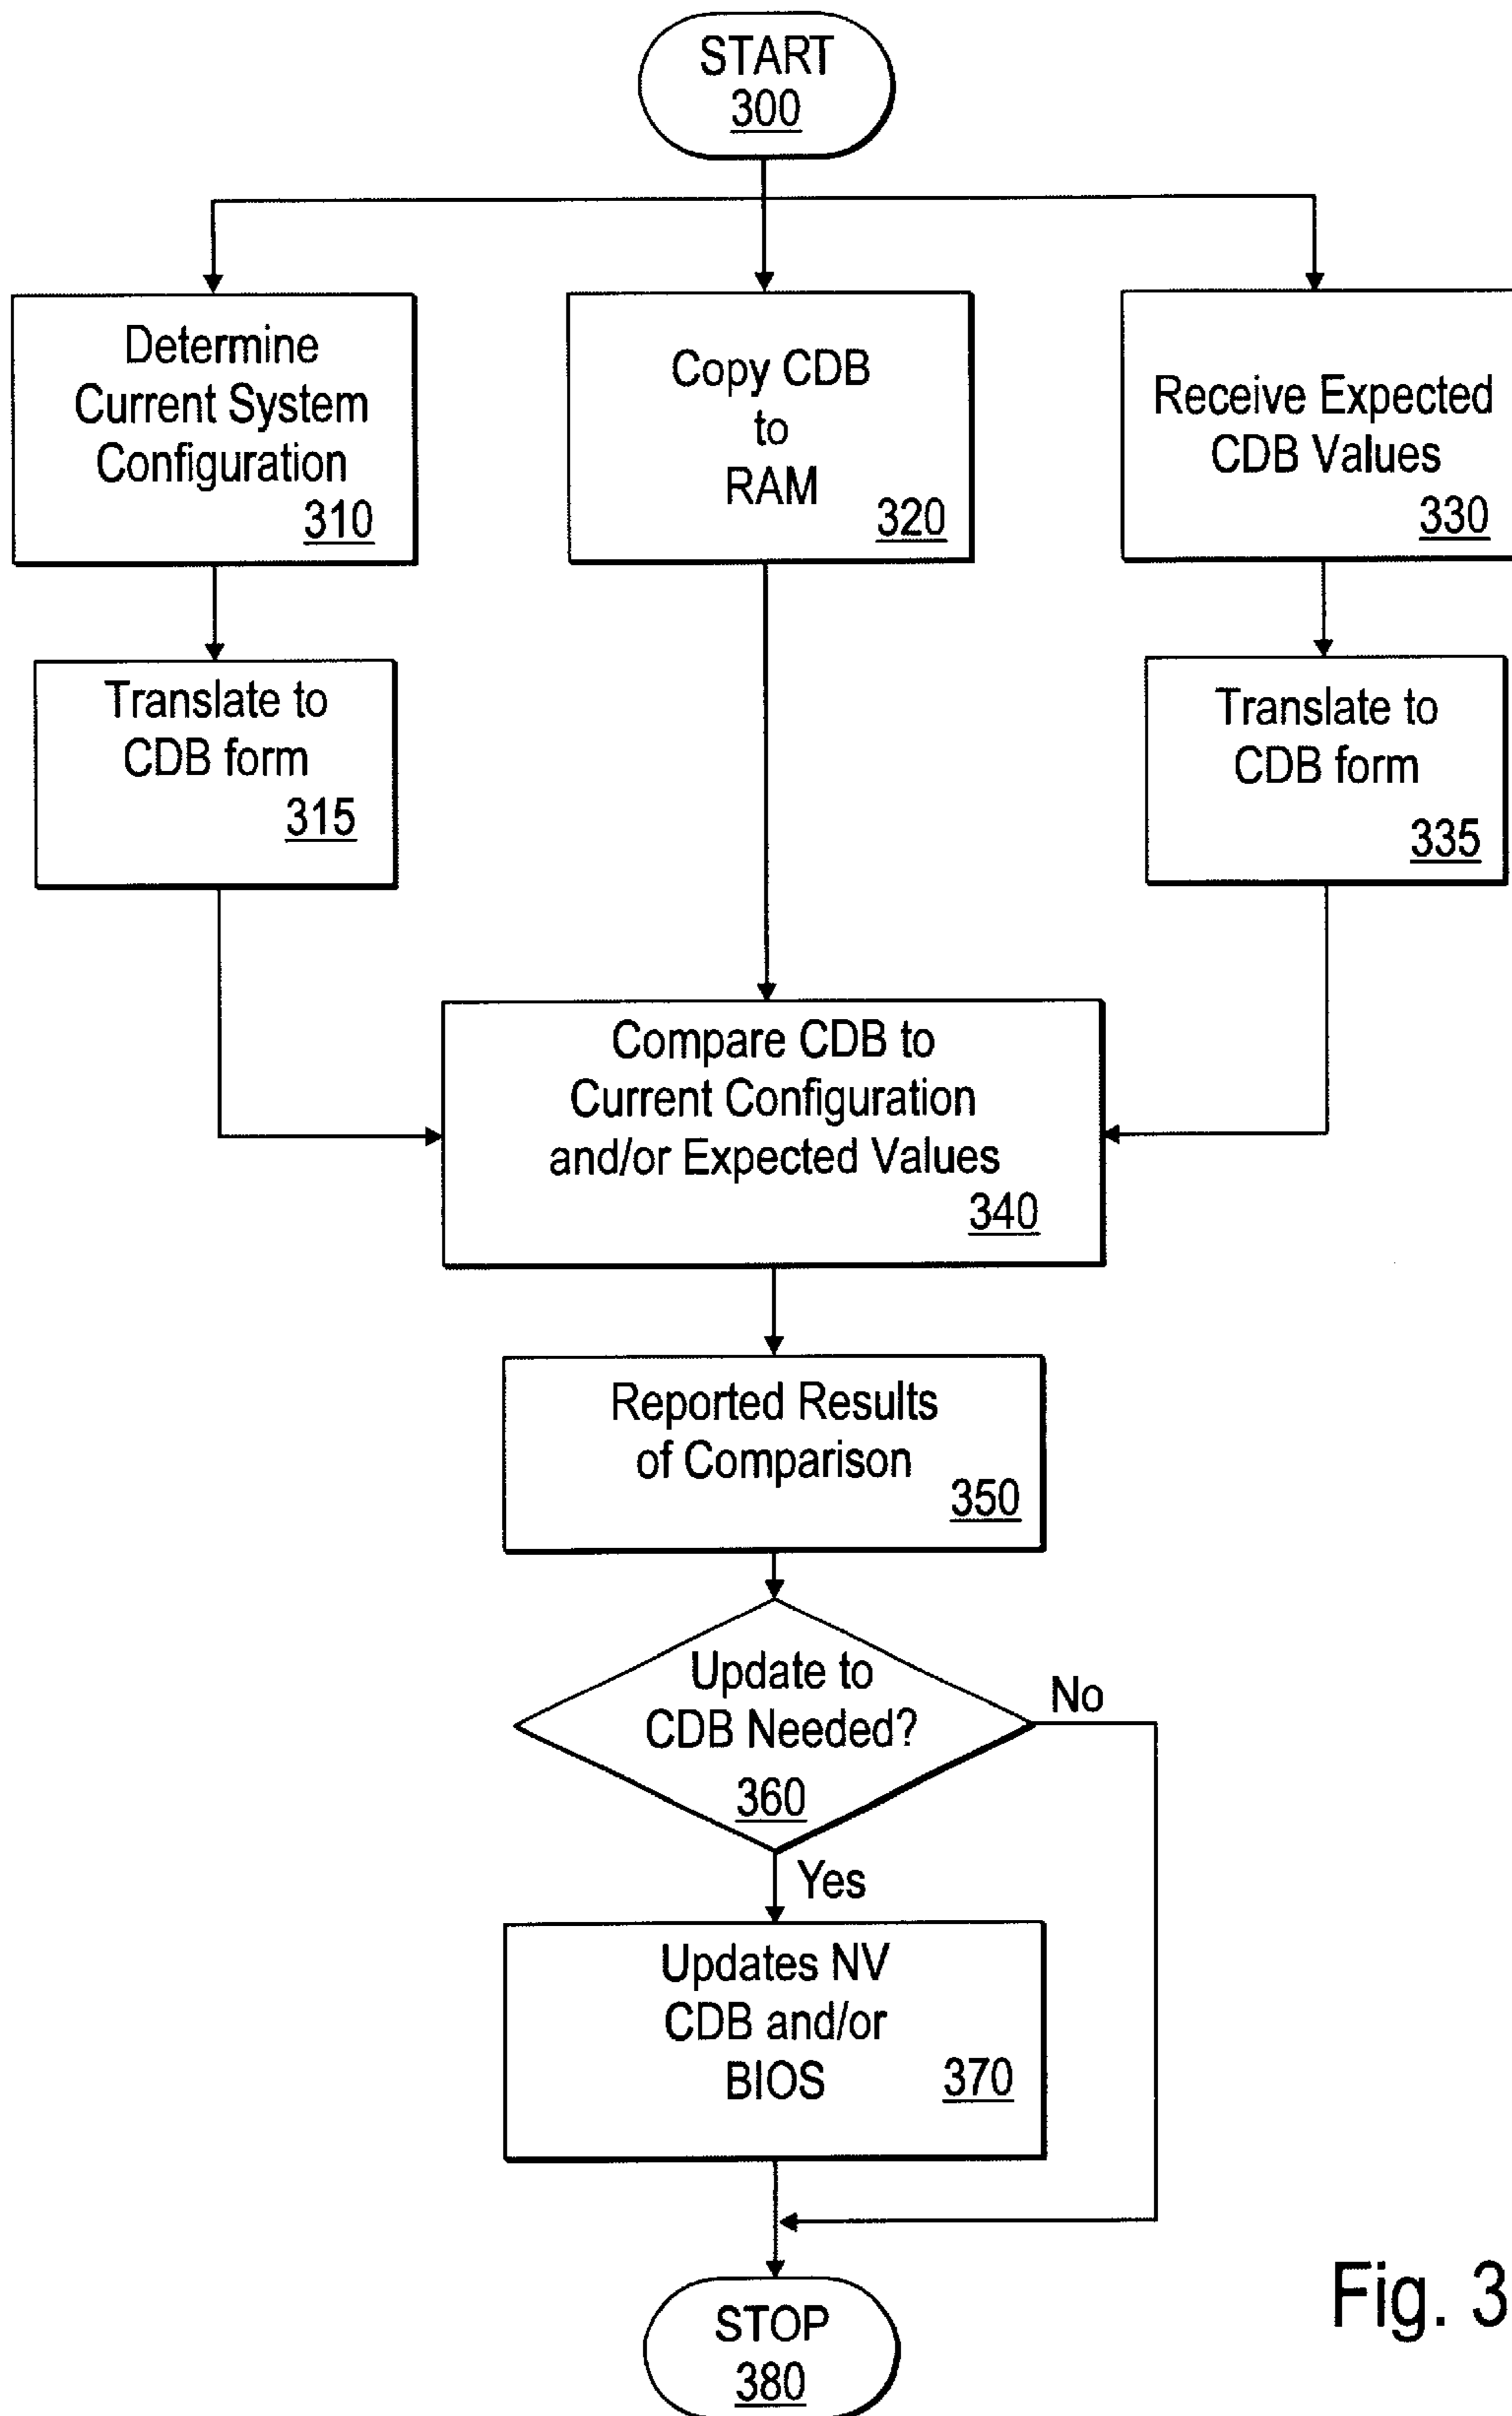 START
300
Determine
Current System
Configuration
310
Copy CDB
to
RAM
320
Receive Expected
CDB Values
330
Translate to
CDB form
315
Translate to
CDB form
335
Compare CDB to
Current Configuration
and/or Expected Values
340
Reported Results
of Comparison
350
Update to
CDB Needed?
360
No
Yes
Updates NV
CDB and/or
BIOS
370
STOP
380
Fig. 3